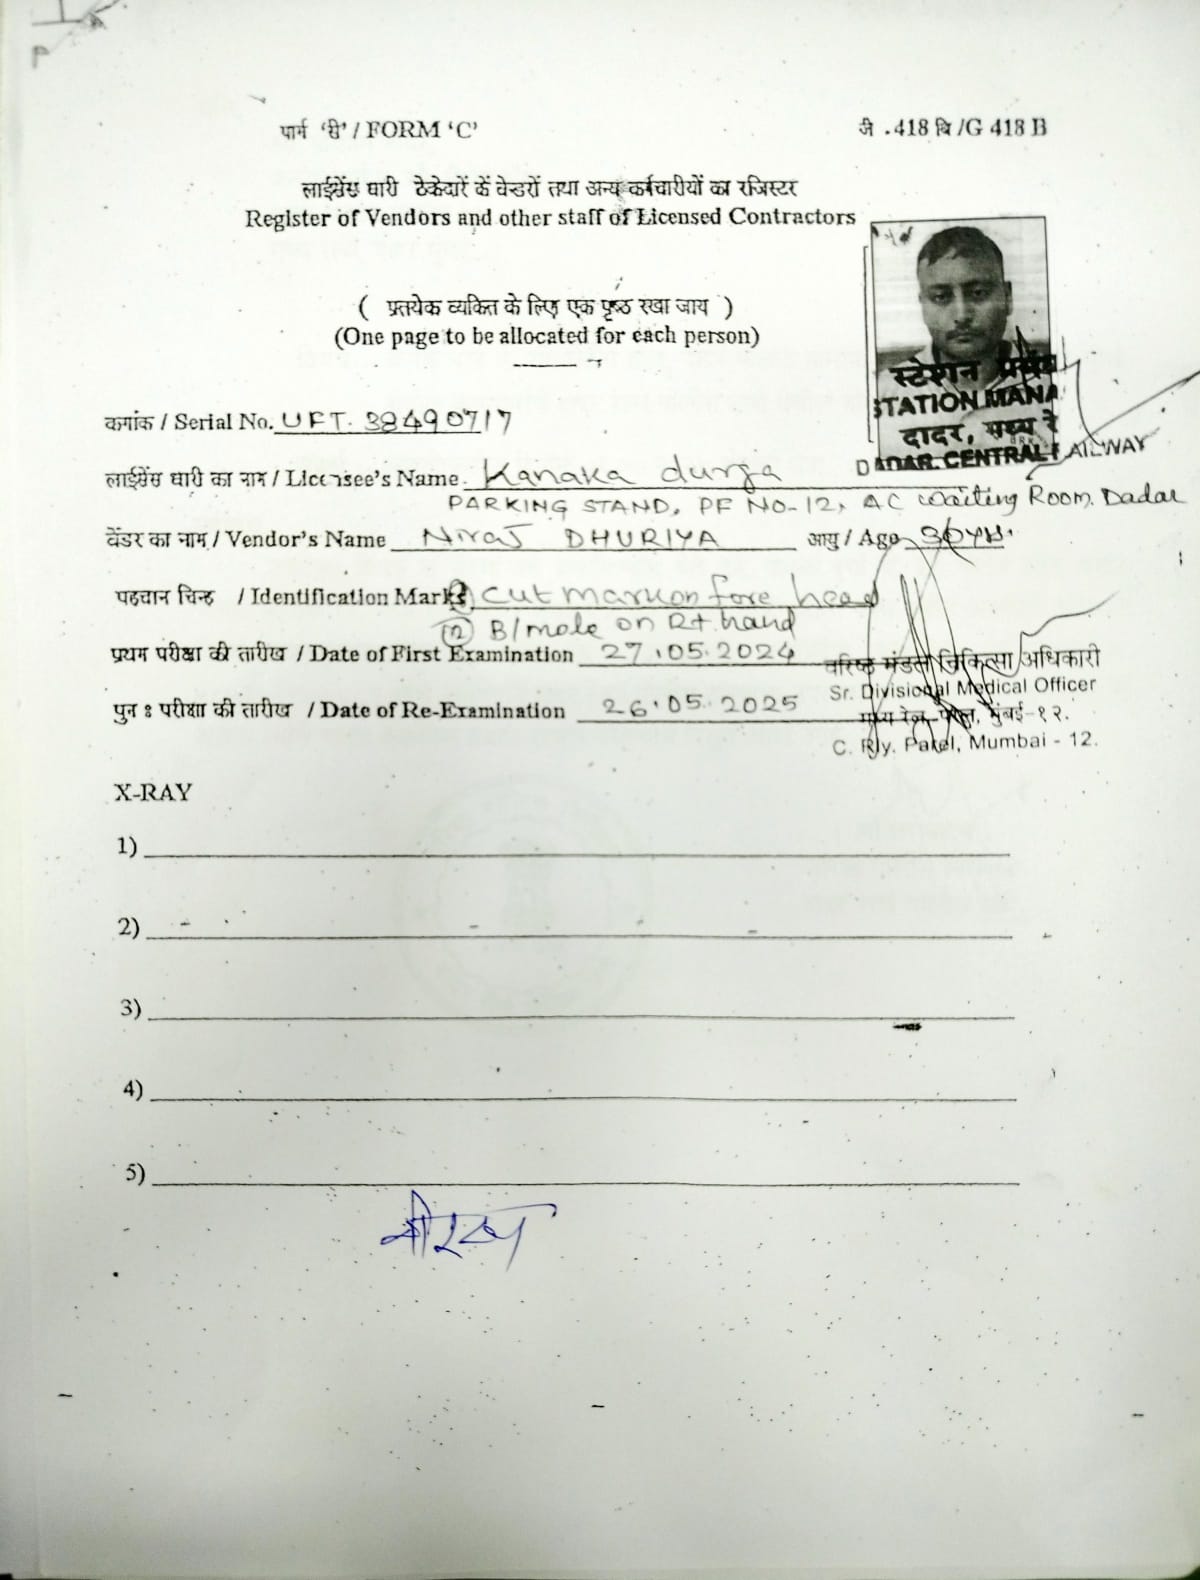 पार्म 'सी' / FORM 'C'
जी .418 बि /G 418 B
लाईसेंस धारी ठेकेदारें कें वेन्डरों तथा अन्य कर्मचारीयों का रजिस्टर
Register of Vendors and other staff of Licensed Contractors
( प्रतयेक व्यकित के लिए एक पृष्ठ रखा जाय )
(One page to be allocated for each person)
स्टेशन प्रबंध
STATION MANA
दादर, मध्य रे
DADAR. CENTRAL RAILWAY
कमांक / Serial No. UFT. 38490717
लाईसेंस धारी का नाम / Licensee's Name Kanaka durga
PARKING STAND, PF NO-12, AC Waiting Room. Dadar
वेंडर का नाम / Vendor's Name Niraj DHURIYA आयु / Age 30yrs.
पहचान चिन्ह / Identification Marks ① Cut mark on fore head
② B/mole on Rt hand
प्रथम परीक्षा की तारीख / Date of First Examination 27.05.2024
पुन ः परीक्षा की तारीख / Date of Re-Examination 26.05.2025
वरिष्ठ मंडल चिकित्सा अधिकारी
Sr. Divisional Medical Officer
मध्य रेल, परेल, मुंबई-१२.
C. Rly. Parel, Mumbai - 12.
X-RAY
1)
2)
3)
4)
5)